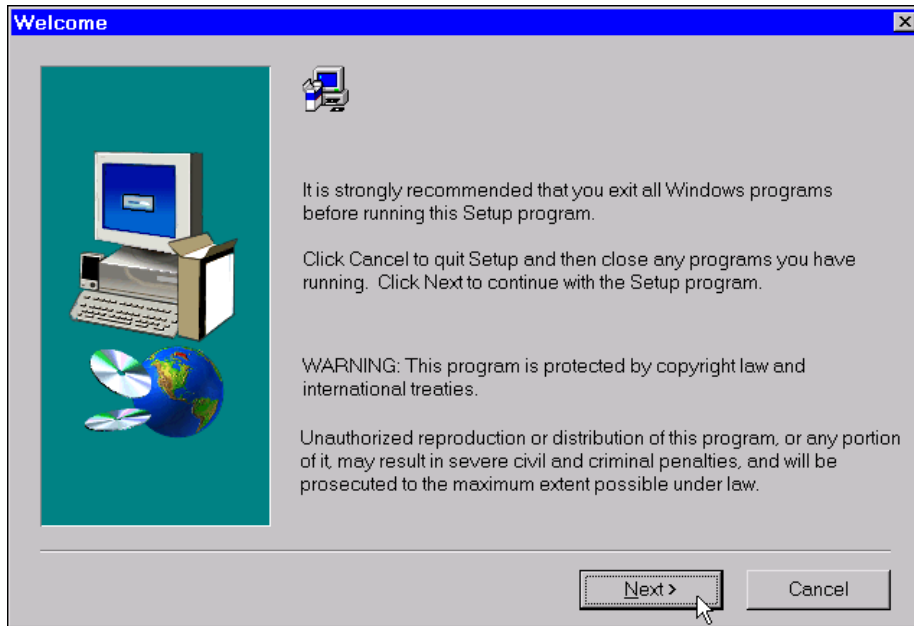 Welcome
It is strongly recommended that you exit all Windows programs
before running this Setup program.
Click Cancel to quit Setup and then close any programs you have
running. Click Next to continue with the Setup program.
WARNING: This program is protected by copyright law and
international treaties.
Unauthorized reproduction or distribution of this program, or any portion
of it, may result in severe civil and criminal penalties, and will be
prosecuted to the maximum extent possible under law.
Next >
Cancel